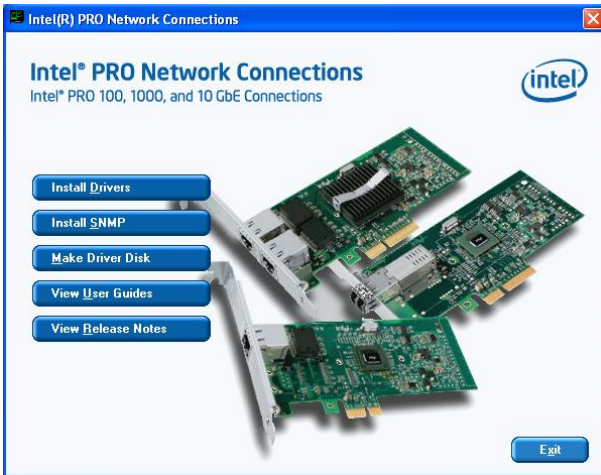 Intel(R) PRO Network Connections
Intel® PRO Network Connections
Intel® PRO 100, 1000, and 10 GbE Connections
intel
Install Drivers
Install SNMP
Make Driver Disk
View User Guides
View Release Notes
Exit